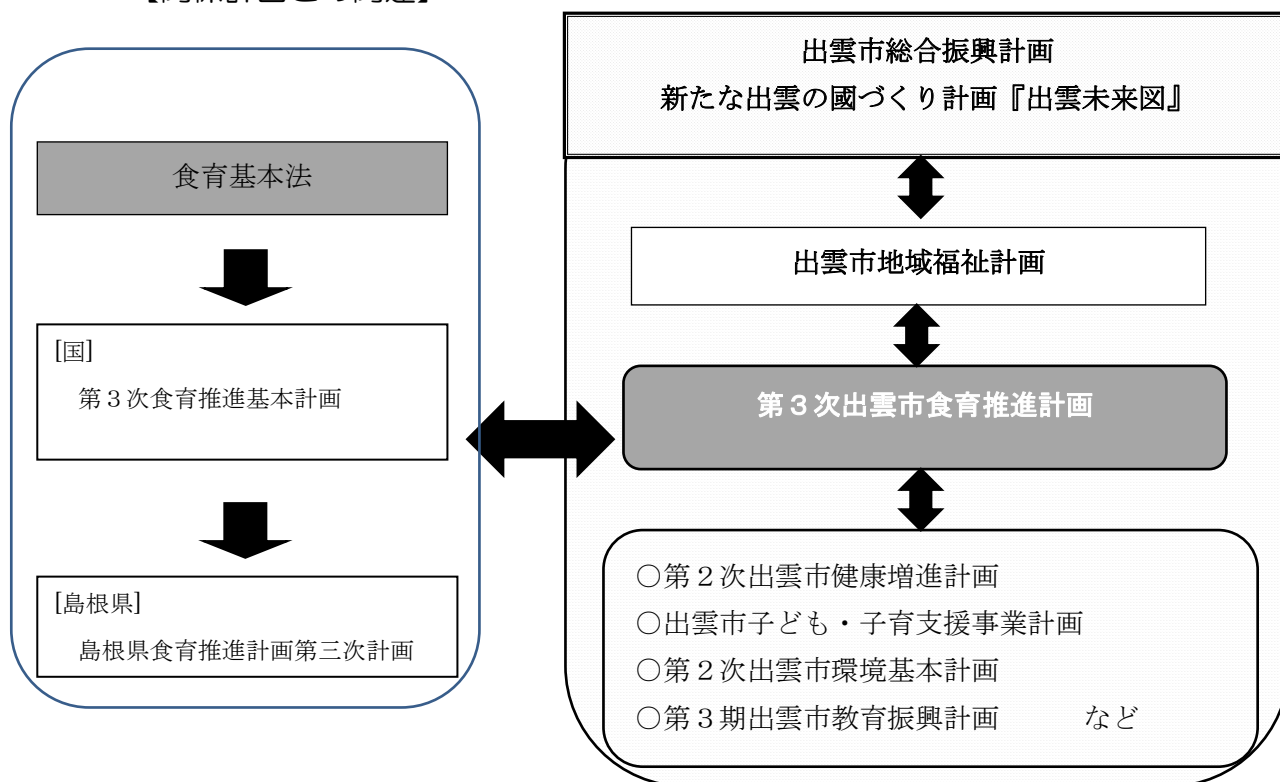 出雲市総合振興計画
新たな出雲の國づくり計画『出雲未来図』
食育基本法
[国]
第３次食育推進基本計画
[島根県]
島根県食育推進計画第三次計画
出雲市地域福祉計画
第３次出雲市食育推進計画
○第２次出雲市健康増進計画
○出雲市子ども・子育支援事業計画
○第２次出雲市環境基本計画
○第３期出雲市教育振興計画　　など